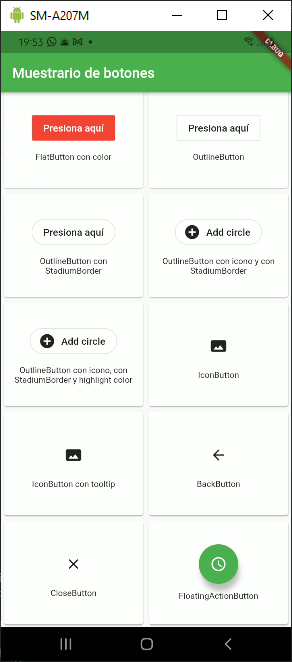 SM-A207M
19:53
DEBUG
Muestrario de botones
Presiona aquí
FlatButton con color
Presiona aquí
OutlineButton
Presiona aquí
OutlineButton con
StadiumBorder
Add circle
OutlineButton con icono y con
StadiumBorder
Add circle
OutlineButton con icono, con
StadiumBorder y highlight color
IconButton
IconButton con tooltip
BackButton
CloseButton
FloatingActionButton